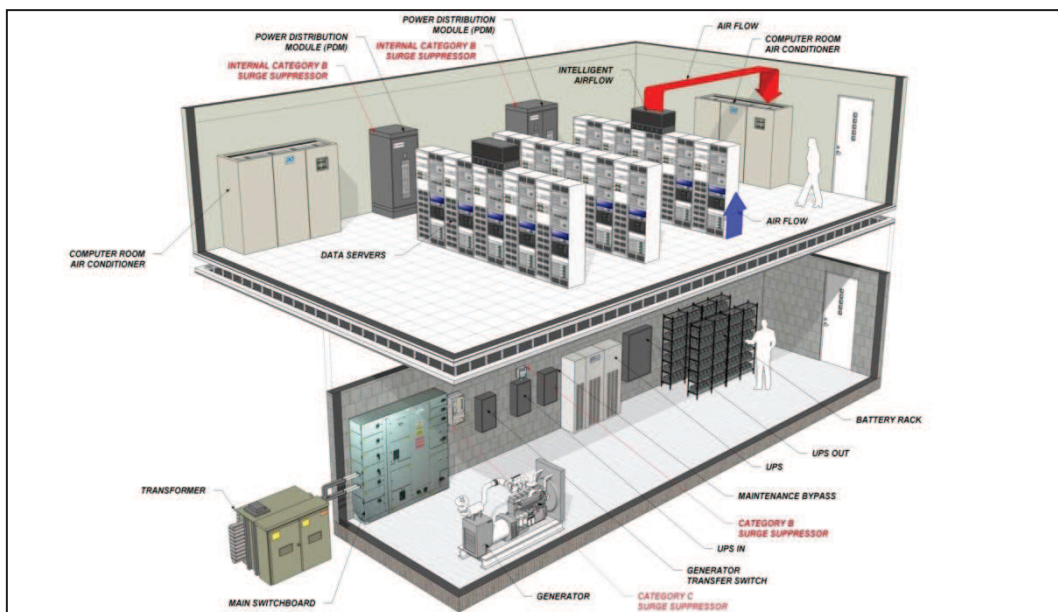 POWER DISTRIBUTION
MODULE (PDM)
AIR FLOW
POWER DISTRIBUTION
MODULE (PDM)
INTERNAL CATEGORY B
SURGE SUPPRESSOR
COMPUTER ROOM
AIR CONDITIONER
INTERNAL CATEGORY B
SURGE SUPPRESSOR
INTELLIGENT
AIRFLOW
AIR FLOW
COMPUTER ROOM
AIR CONDITIONER
DATA SERVERS
BATTERY RACK
UPS OUT
UPS
TRANSFORMER
MAINTENANCE BYPASS
CATEGORY B
SURGE SUPPRESSOR
UPS IN
GENERATOR
TRANSFER SWITCH
MAIN SWITCHBOARD
GENERATOR
CATEGORY C
SURGE SUPPRESSOR